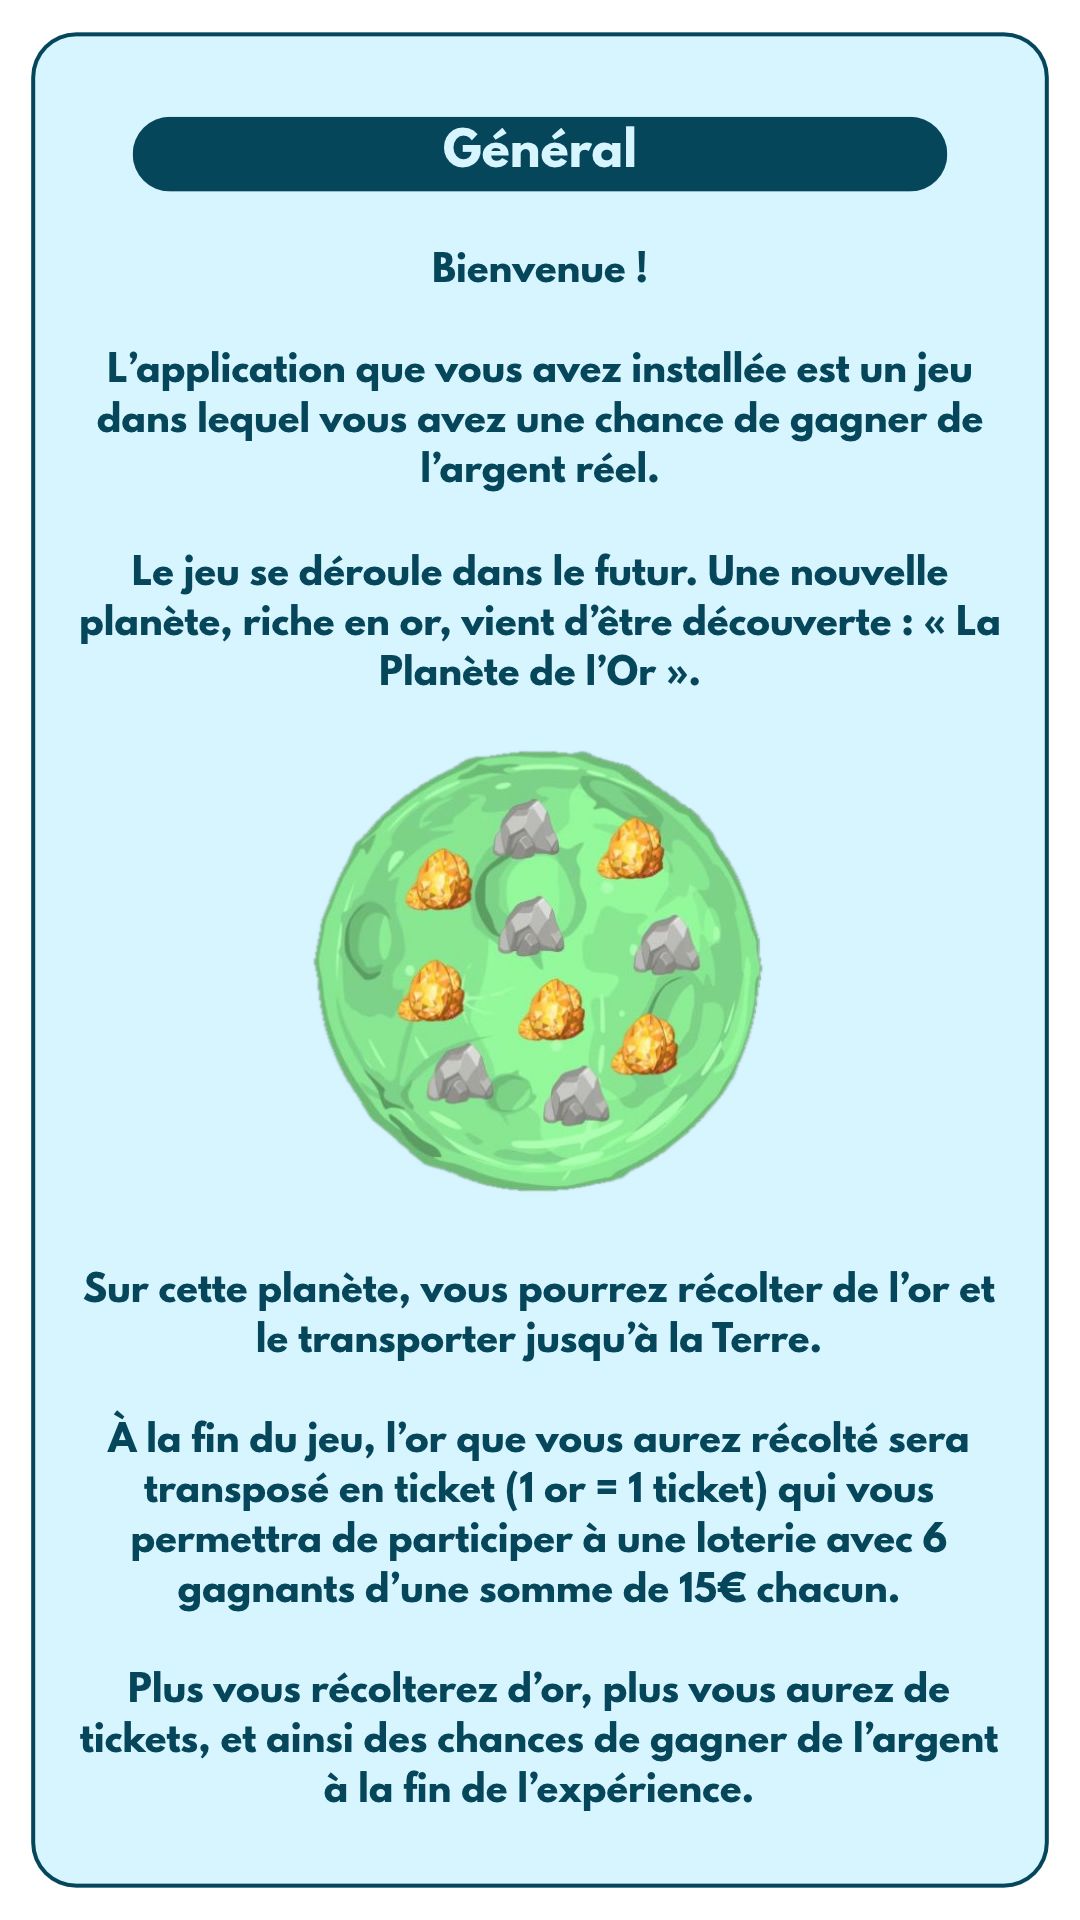 Général
Bienvenue !
L’application que vous avez installée est un jeu
dans lequel vous avez une chance de gagner de
l’argent réel.
Le jeu se déroule dans le futur. Une nouvelle
planète, riche en or, vient d’être découverte : « La
Planète de l’Or ».
Sur cette planète, vous pourrez récolter de l’or et
le transporter jusqu’à la Terre.
À la fin du jeu, l’or que vous aurez récolté sera
transposé en ticket (1 or = 1 ticket) qui vous
permettra de participer à une loterie avec 6
gagnants d’une somme de 15€ chacun.
Plus vous récolterez d’or, plus vous aurez de
tickets, et ainsi des chances de gagner de l’argent
à la fin de l’expérience.